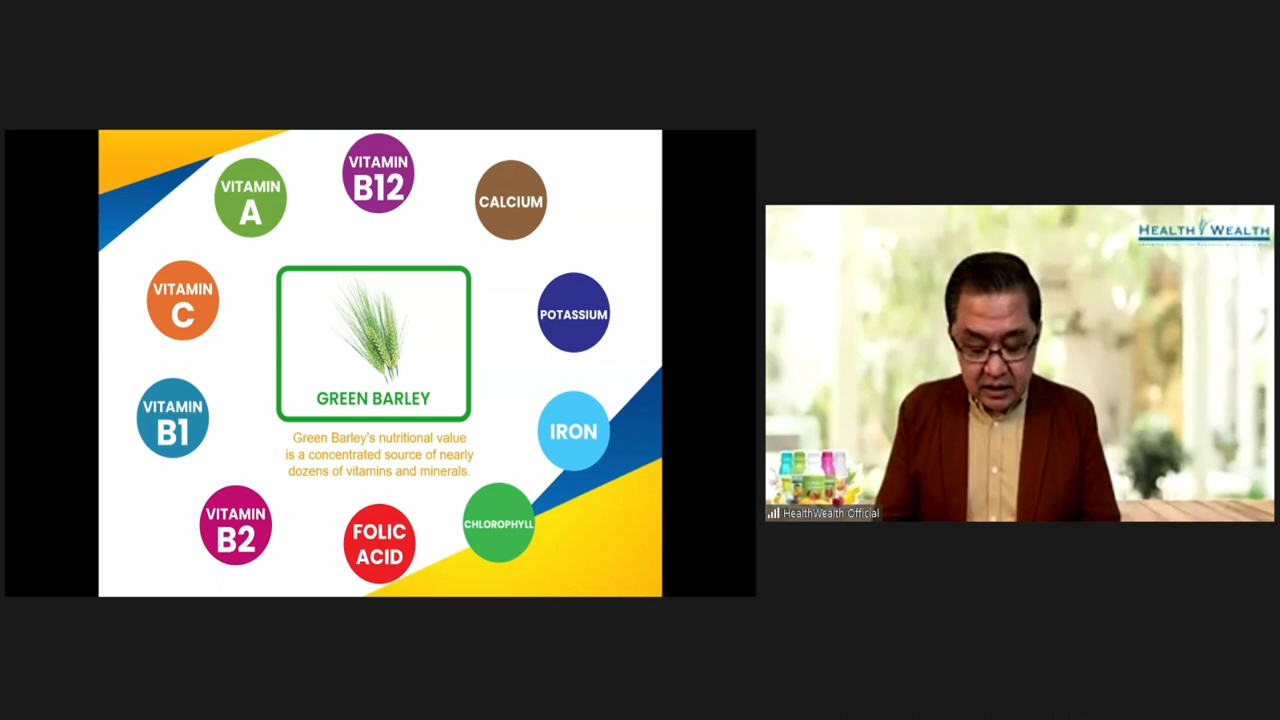 VITAMIN
B12
VITAMIN
A
CALCIUM
VITAMIN
C
POTASSIUM
GREEN BARLEY
VITAMIN
B1
IRON
Green Barley's nutritional value
is a concentrated source of nearly
dozens of vitamins and minerals.
VITAMIN
B2
FOLIC
ACID
CHLOROPHYLL
HEALTH WEALTH
HealthWealth Official